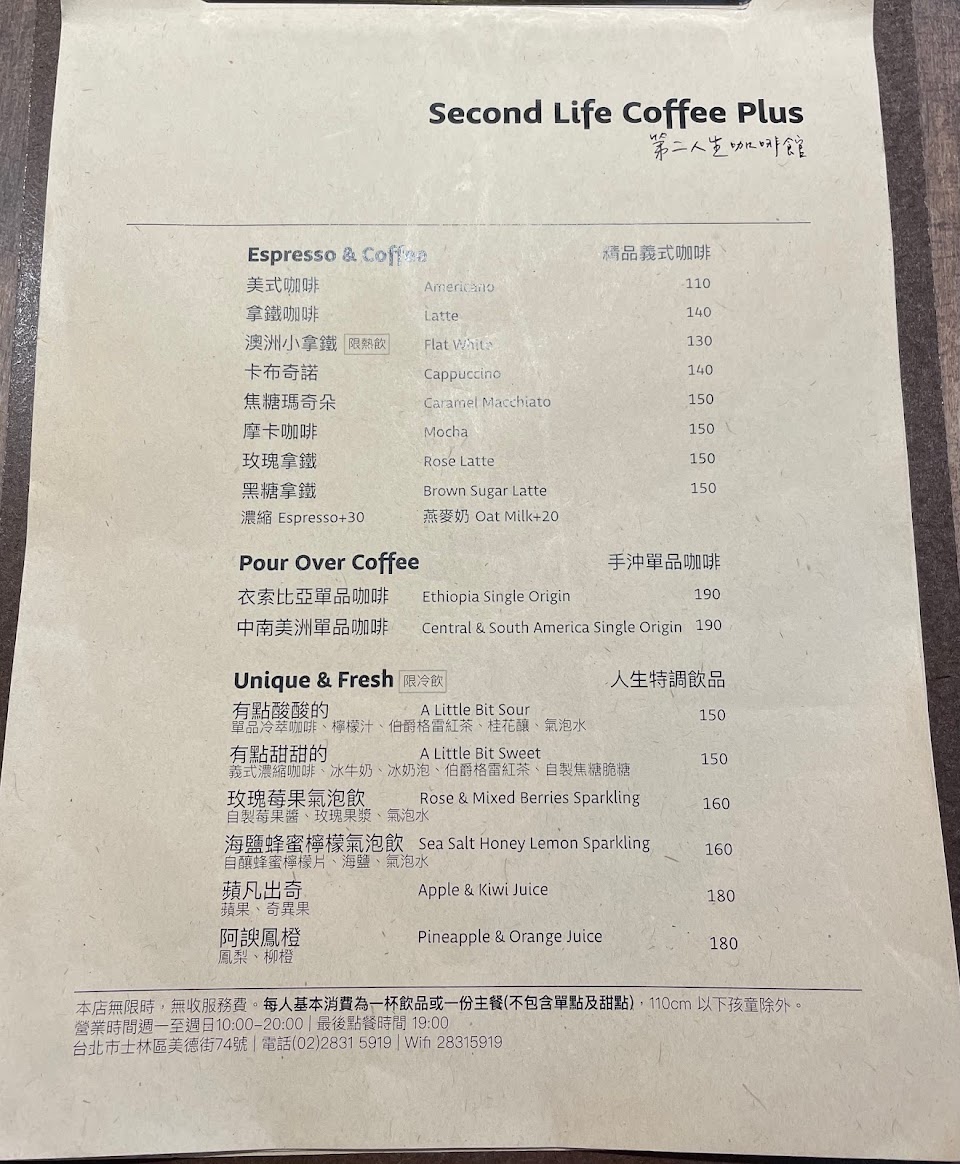 Second Life Coffee Plus
第二人生咖啡館
Espresso & Coffee 精品義式咖啡
美式咖啡 Americano 110
拿鐵咖啡 Latte 140
澳洲小拿鐵 限熱飲 Flat White 130
卡布奇諾 Cappuccino 140
焦糖瑪奇朵 Caramel Macchiato 150
摩卡咖啡 Mocha 150
玫瑰拿鐵 Rose Latte 150
黑糖拿鐵 Brown Sugar Latte 150
濃縮 Espresso+30 燕麥奶 Oat Milk+20
Pour Over Coffee 手沖單品咖啡
衣索比亞單品咖啡 Ethiopia Single Origin 190
中南美洲單品咖啡 Central & South America Single Origin 190
Unique & Fresh 限冷飲 人生特調飲品
有點酸酸的 A Little Bit Sour 150
單品冷萃咖啡、檸檬汁、伯爵格雷紅茶、桂花釀、氣泡水
有點甜甜的 A Little Bit Sweet 150
義式濃縮咖啡、冰牛奶、冰奶泡、伯爵格雷紅茶、自製焦糖脆糖
玫瑰莓果氣泡飲 Rose & Mixed Berries Sparkling 160
自製莓果醬、玫瑰果漿、氣泡水
海鹽蜂蜜檸檬氣泡飲 Sea Salt Honey Lemon Sparkling 160
自釀蜂蜜檸檬片、海鹽、氣泡水
蘋凡出奇 Apple & Kiwi Juice 180
蘋果、奇異果
阿諛鳳橙 Pineapple & Orange Juice 180
鳳梨、柳橙
本店無限時，無收服務費。每人基本消費為一杯飲品或一份主餐(不包含單點及甜點)，110cm 以下孩童除外。
營業時間週一至週日10:00-20:00 | 最後點餐時間 19:00
台北市士林區美德街74號 | 電話(02)2831 5919 | Wifi 28315919